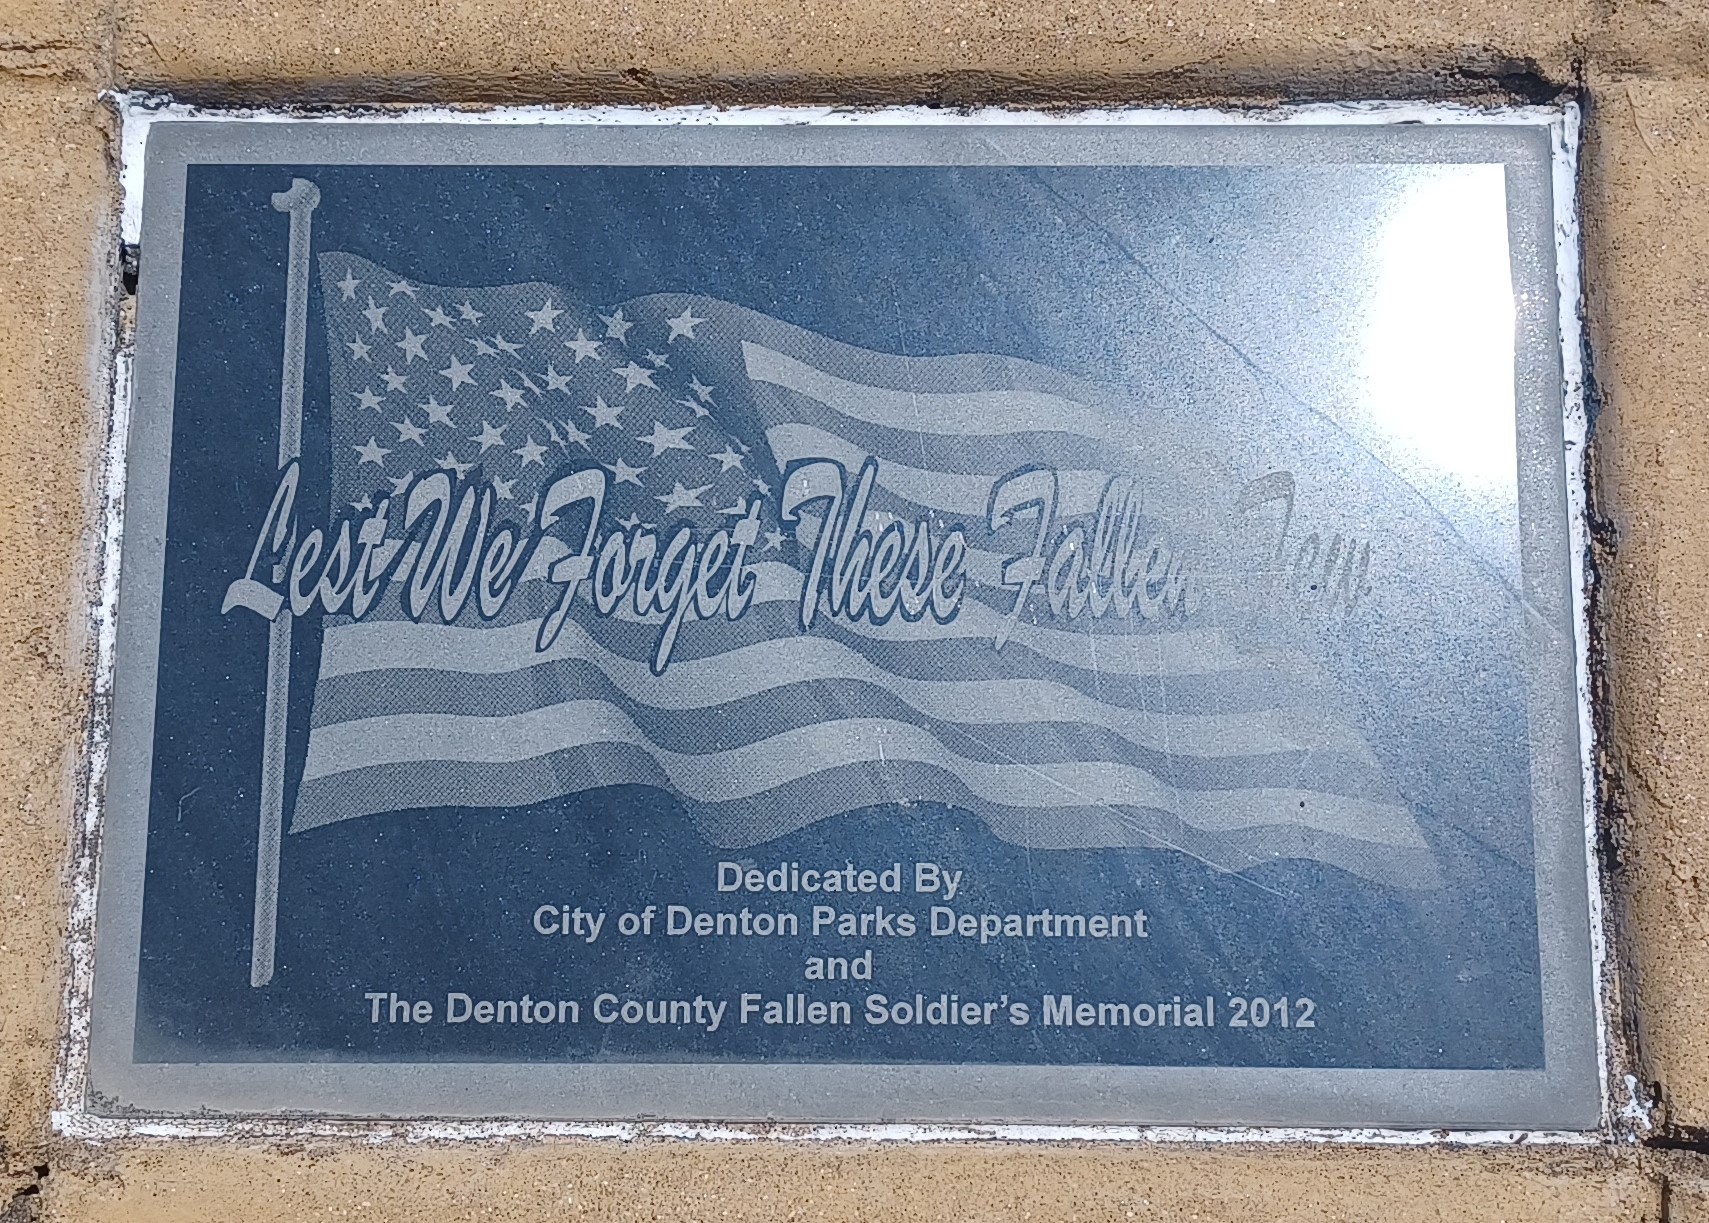 Lest We Forget These Fallen Few
Dedicated By
City of Denton Parks Department
and
The Denton County Fallen Soldier's Memorial 2012